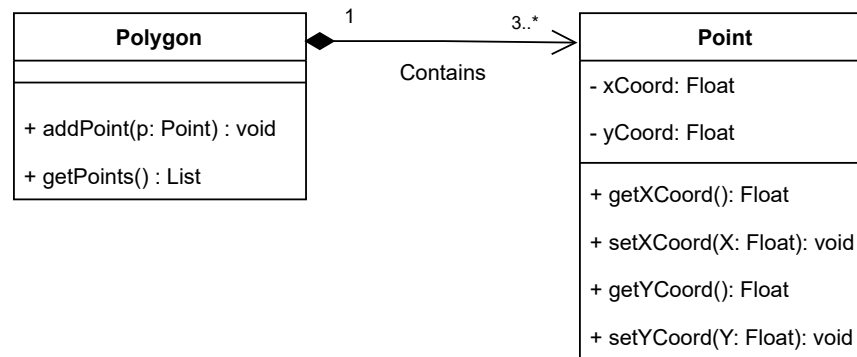 Polygon
+ addPoint(p: Point) : void
+ getPoints() : List
1
3..*
Contains
Point
- xCoord: Float
- yCoord: Float
+ getXCoord(): Float
+ setXCoord(X: Float): void
+ getYCoord(): Float
+ setYCoord(Y: Float): void